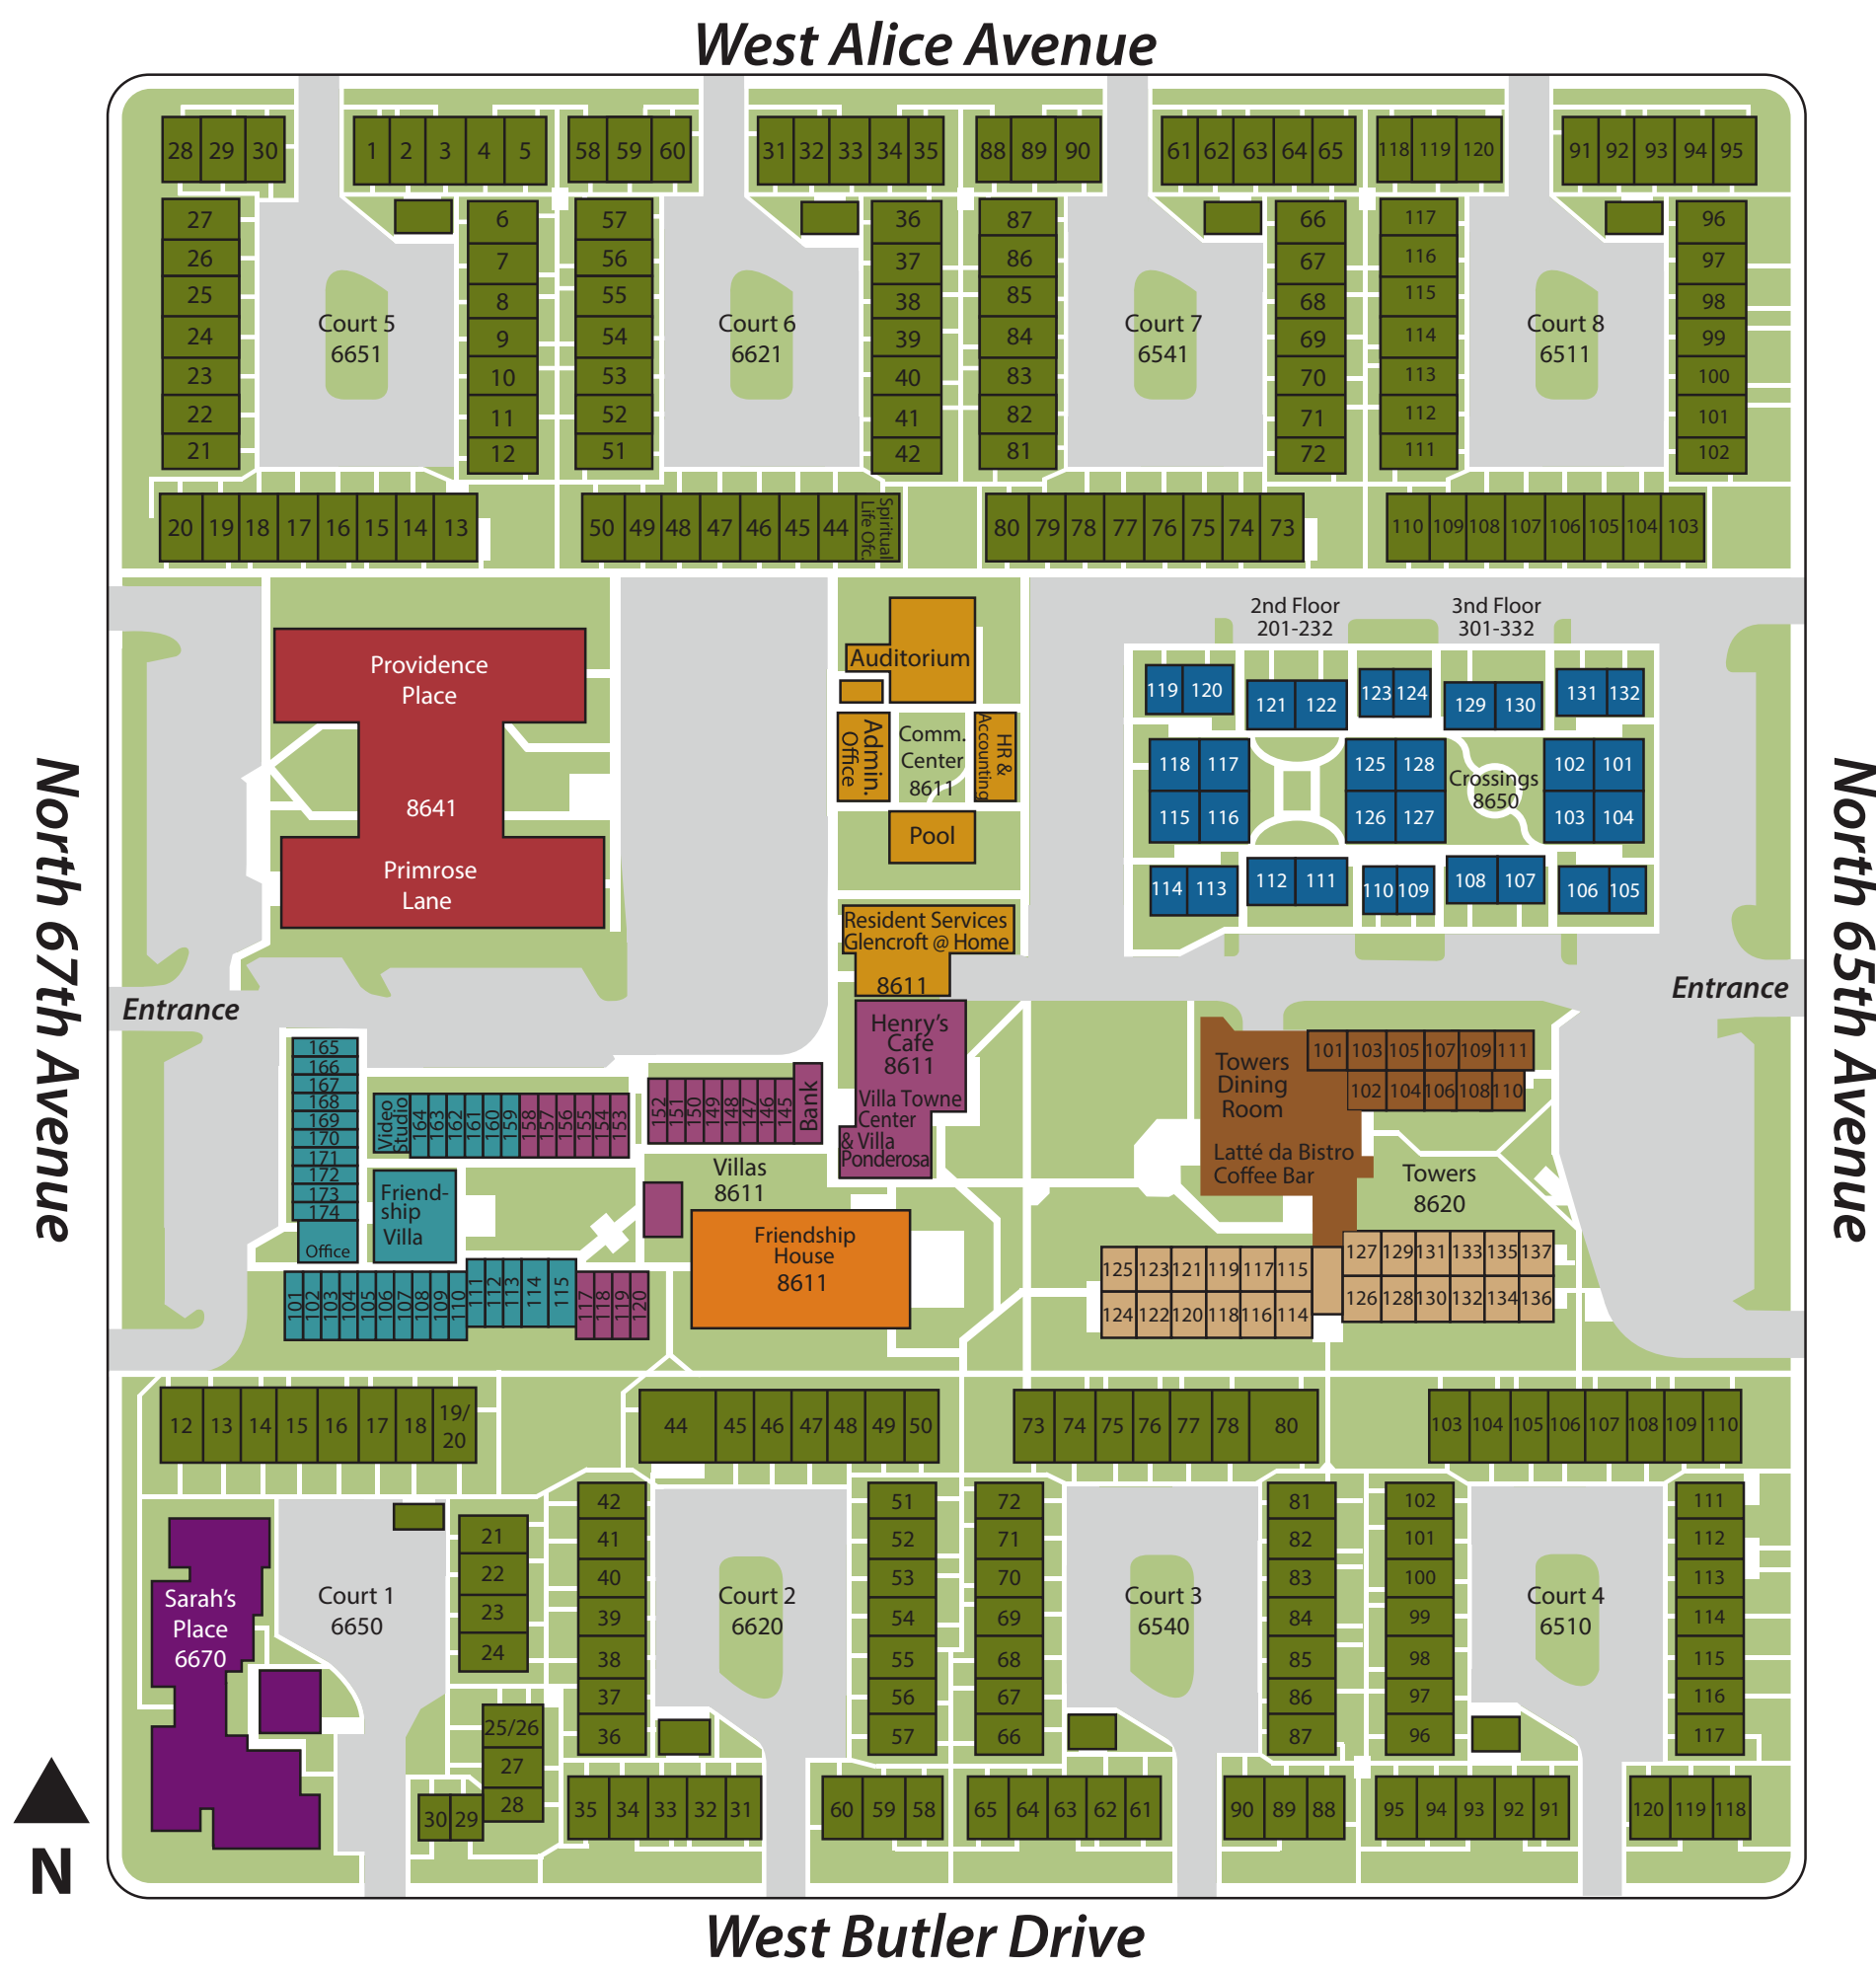 West Alice Avenue
28 29 30 1 2 3 4 5 58 59 60 31 32 33 34 35 88 89 90 61 62 63 64 65 118 119 120 91 92 93 94 95
27 6 57 36 87 66 117 96
26 7 56 37 86 67 116 97
25 8 55 38 85 68 115 98
Court 5 Court 6 Court 7 Court 8
24 9 54 39 84 69 114 99
6651 6621 6541 6511
23 10 53 40 83 70 113 100
22 11 52 41 82 71 112 101
21 12 51 42 81 72 111 102
20 19 18 17 16 15 14 13 50 49 48 47 46 45 44
Spiritual
Life Ofc.
80 79 78 77 76 75 74 73 110 109 108 107 106 105 104 103
2nd Floor
201-232
3nd Floor
301-332
Providence
Place
8641
Primrose
Lane
Auditorium
Admin.
Office
Comm.
Center
8611
HR &
Accounting
Pool
Resident Services
Glencroft @ Home
8611
119 120 121 122 123 124 129 130 131 132
118 117 125 128 102 101
Crossings
8650
115 116 126 127 103 104
114 113 112 111 110 109 108 107 106 105
North 67th Avenue
North 65th Avenue
Entrance
Entrance
Henry's
Cafe
8611
Villa Towne
Center
& Villa
Ponderosa
165
166
167
168
169
170
171
172
173
174
Office
Video
Studio
164 163 162 161 160 159 158 157 156 155 154 153
152 151 150 149 148 147 146 145 Bank
Friend-
ship
Villa
Villas
8611
Friendship
House
8611
101 102 103 104 105 106 107 108 109 110 111 112 113 114 115 117 118 119 120
Towers
Dining
Room
Latté da Bistro
Coffee Bar
101 103 105 107 109 111
102 104 106 108 110
Towers
8620
125 123 121 119 117 115 127 129 131 133 135 137
124 122 120 118 116 114 126 128 130 132 134 136
12 13 14 15 16 17 18 19/
20
44 45 46 47 48 49 50 73 74 75 76 77 78 80 103 104 105 106 107 108 109 110
42 51 72 81 102 111
21 41 52 71 82 101 112
22 40 53 70 83 100 113
Sarah's
Place
6670
Court 1
6650
Court 2
6620
Court 3
6540
Court 4
6510
23 39 54 69 84 99 114
24 38 55 68 85 98 115
37 56 67 86 97 116
25/26 36 57 66 87 96 117
27
28
30 29 35 34 33 32 31 60 59 58 65 64 63 62 61 90 89 88 95 94 93 92 91 120 119 118
N
West Butler Drive